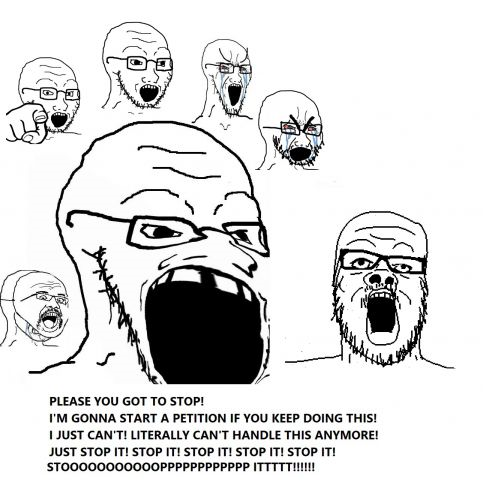 PLEASE YOU GOT TO STOP!
I'M GONNA START A PETITION IF YOU KEEP DOING THIS!
I JUST CAN'T! LITERALLY CAN'T HANDLE THIS ANYMORE!
JUST STOP IT! STOP IT! STOP IT! STOP IT! STOP IT!
STOOOOOOOOOOOPPPPPPPPPPPP ITTTTT!!!!!!